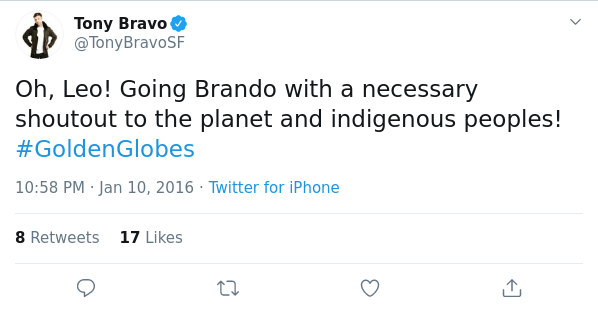 Tony Bravo
@TonyBravoSF
Oh, Leo! Going Brando with a necessary
shoutout to the planet and indigenous peoples!
#GoldenGlobes
10:58 PM · Jan 10, 2016 · Twitter for iPhone
8 Retweets 17 Likes